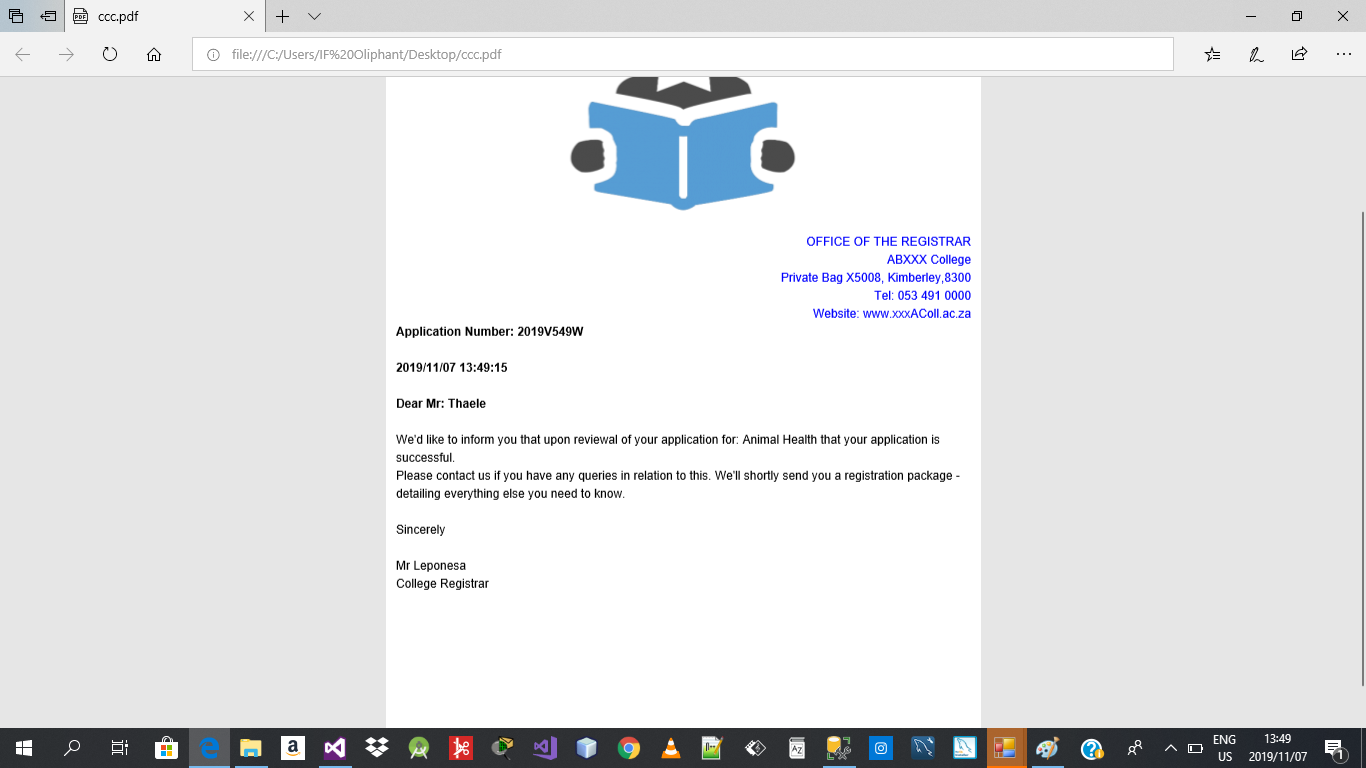 ccc.pdf
file:///C:/Users/IF%20Oliphant/Desktop/ccc.pdf
OFFICE OF THE REGISTRAR
ABXXX College
Private Bag X5008, Kimberley,8300
Tel: 053 491 0000
Website: www.xxxAColl.ac.za
Application Number: 2019V549W
2019/11/07 13:49:15
Dear Mr: Thaele
We'd like to inform you that upon reviewal of your application for: Animal Health that your application is
successful.
Please contact us if you have any queries in relation to this. We'll shortly send you a registration package -
detailing everything else you need to know.
Sincerely
Mr Leponesa
College Registrar
ENG
US
13:49
2019/11/07
1